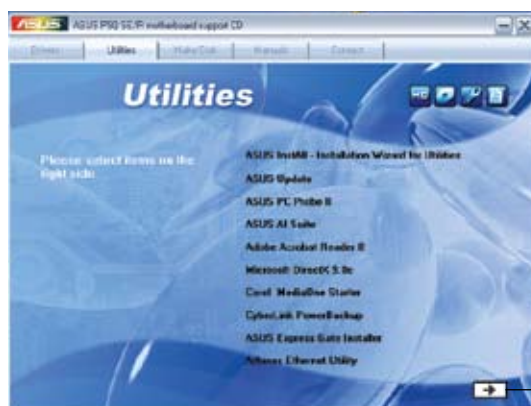 ASUS P5Q SE/R motherboard support CD
Drivers Utilities Make Disk Manuals Contact
Utilities
Please select items on the
right side
ASUS InstAll - Installation Wizard for Utilities
ASUS Update
ASUS PC Probe II
ASUS AI Suite
Adobe Acrobat Reader 8
Microsoft DirectX 9.0c
Corel MediaOne Starter
CyberLink PowerBackup
ASUS Express Gate Installer
Ethernet Utility